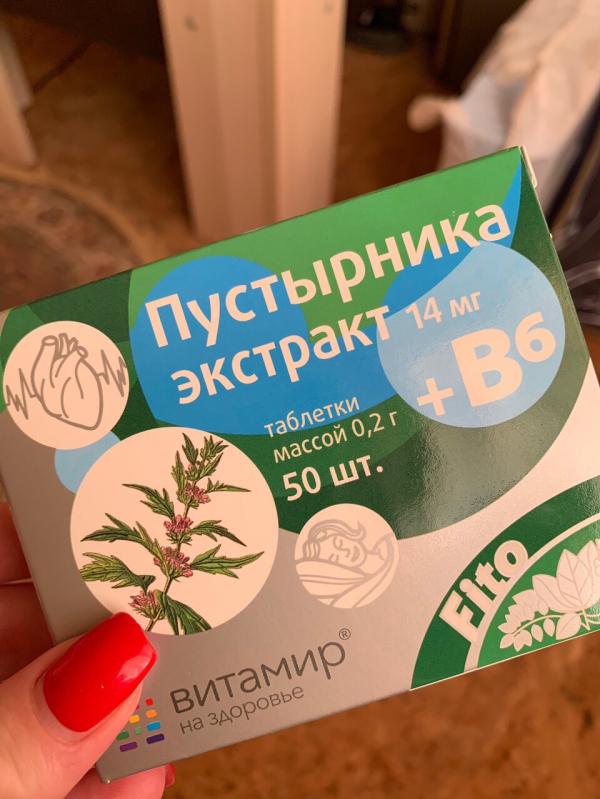 Пустырника
экстракт 14 мг
+B6
таблетки
массой 0,2 г
50 шт.
Fito
витамир®
на здоровье